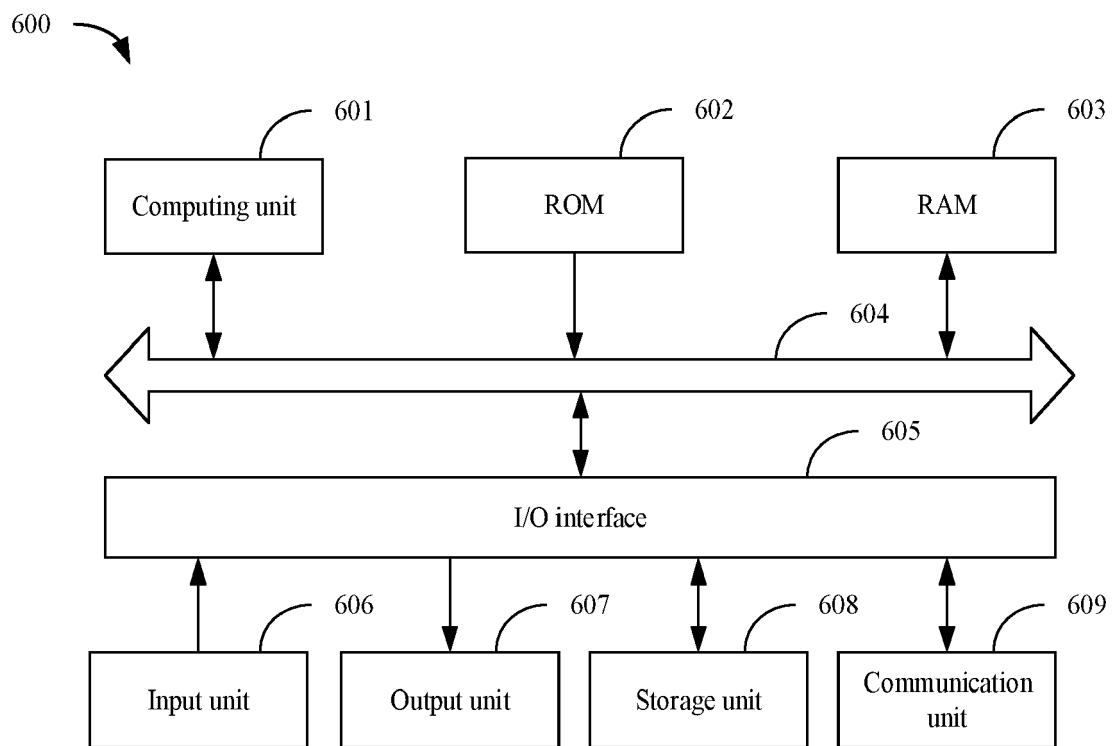 600
601
602
603
Computing unit
ROM
RAM
604
605
I/O interface
606
607
608
609
Input unit
Output unit
Storage unit
Communication
unit